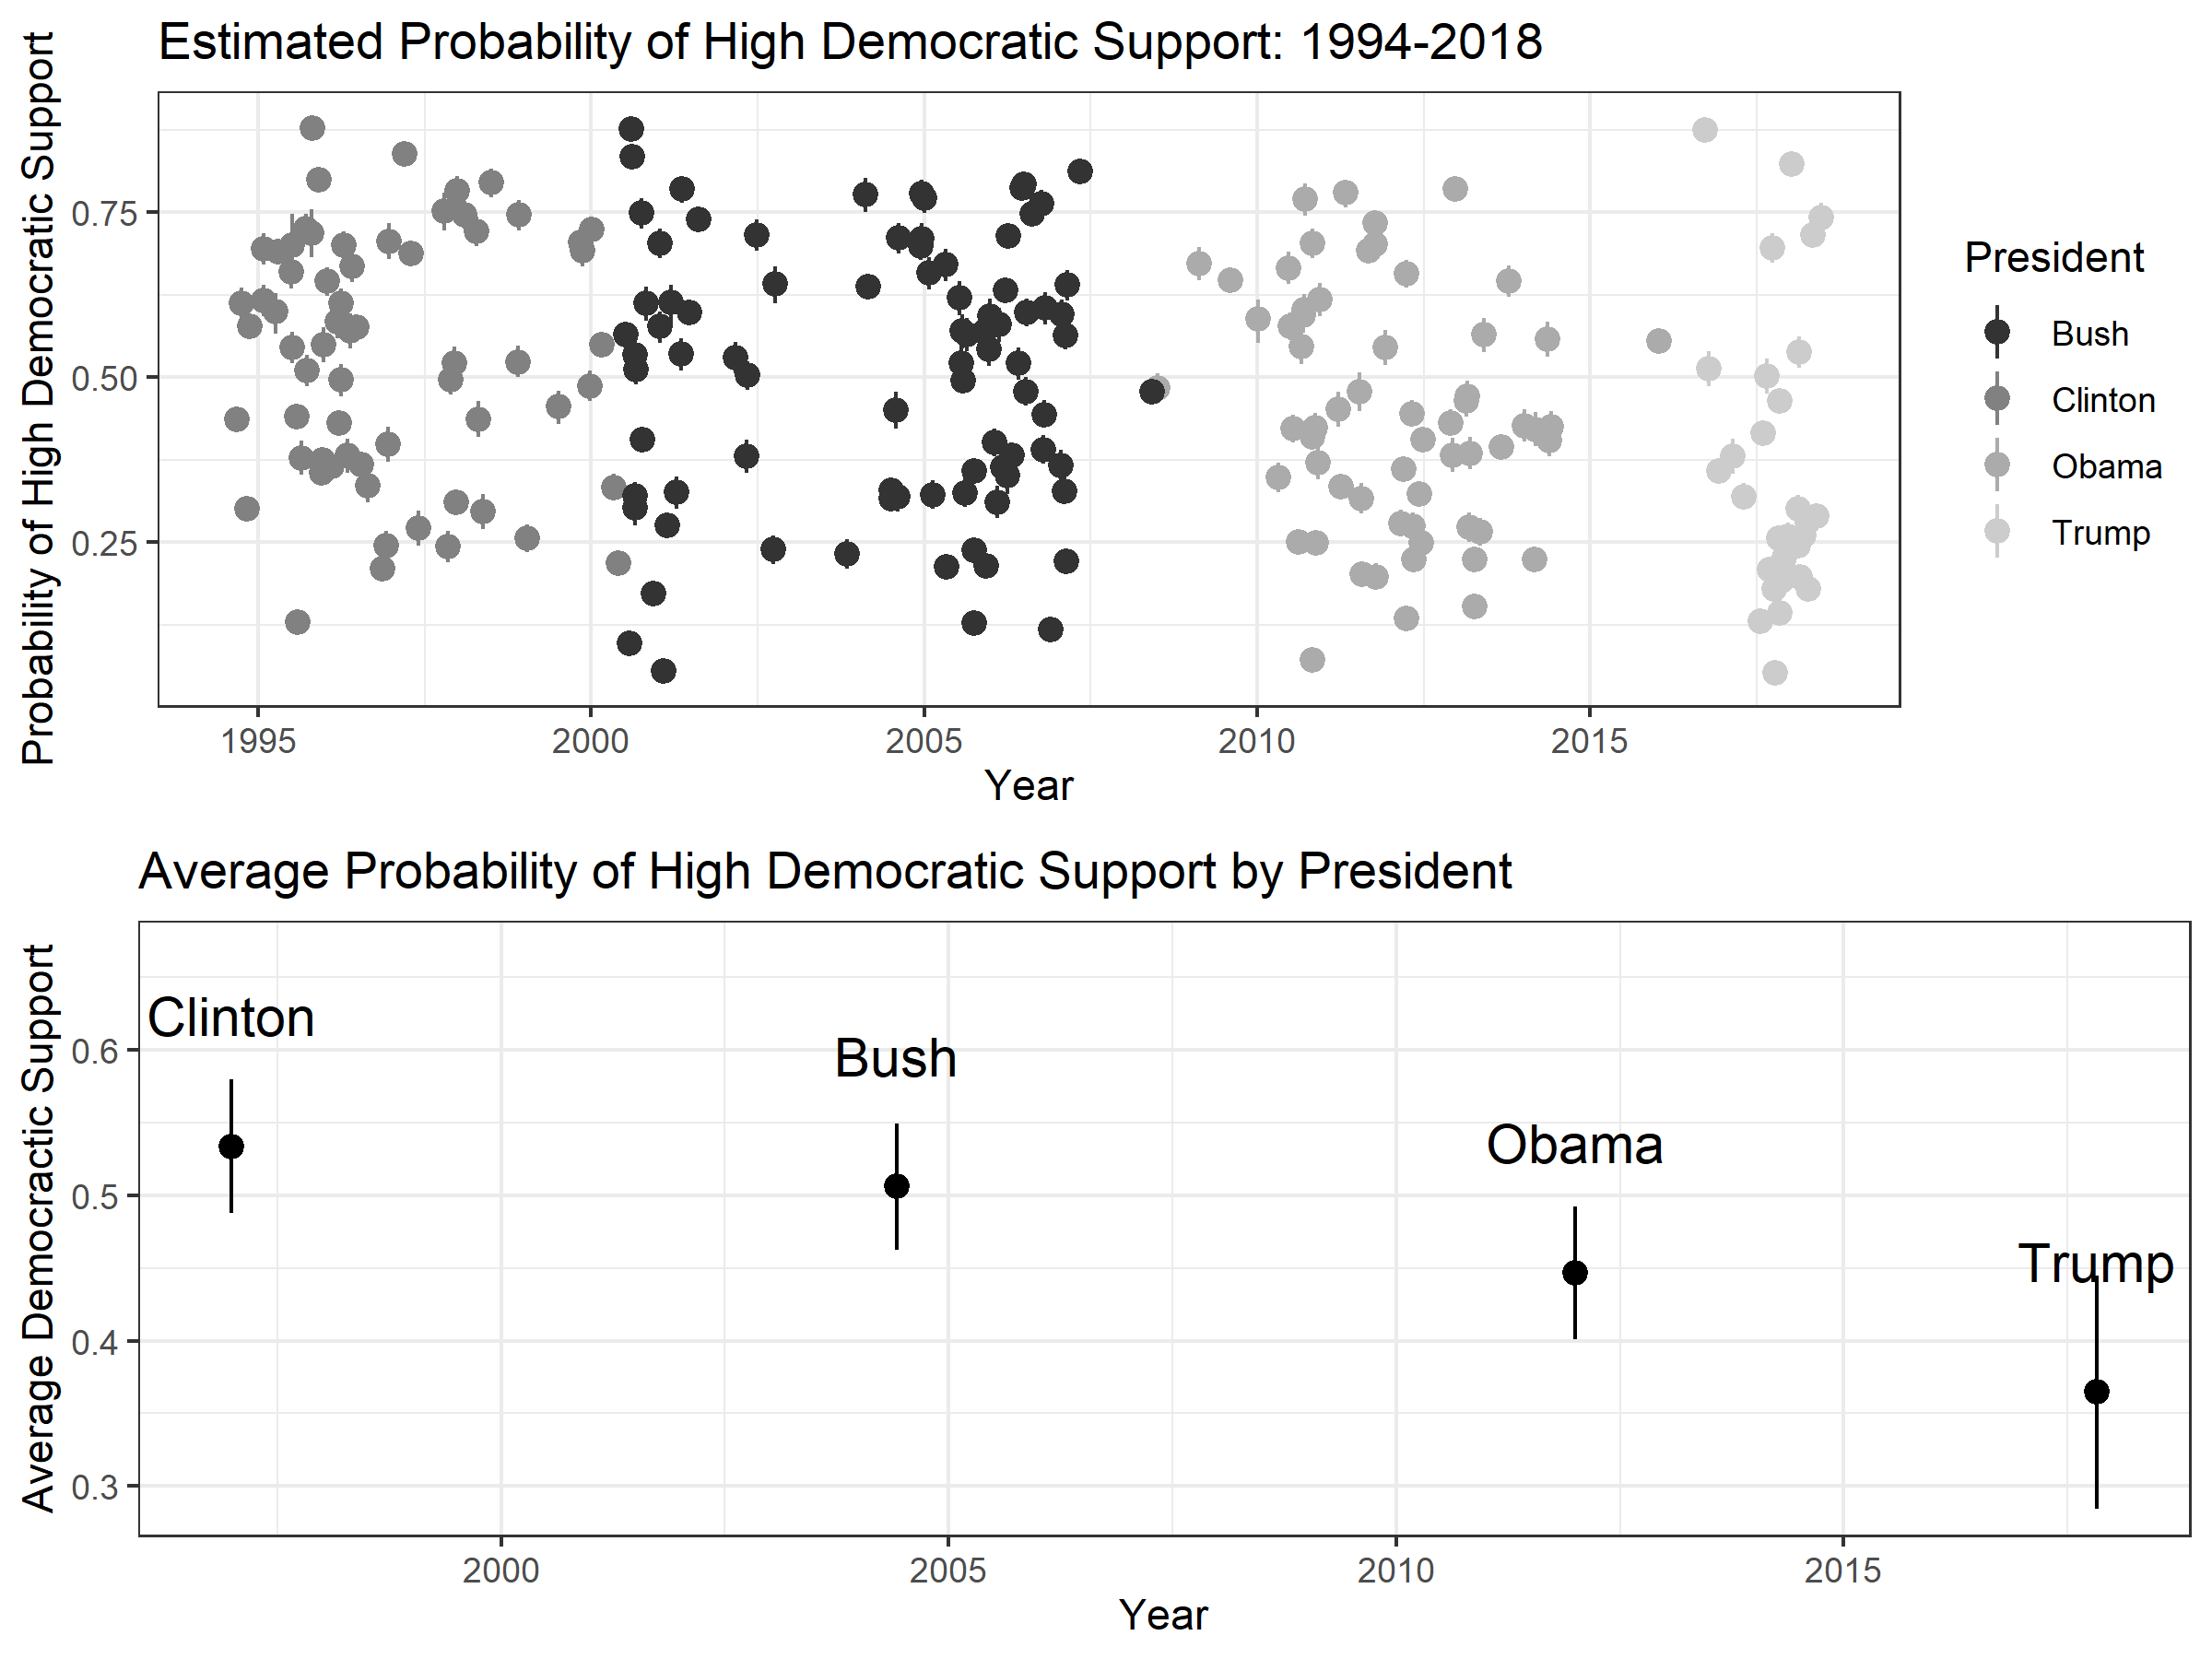 Estimated Probability of High Democratic Support: 1994-2018
Probability of High Democratic Support
0.75
0.50
0.25
1995
2000
2005
2010
2015
Year
President
Bush
Clinton
Obama
Trump
Average Probability of High Democratic Support by President
Average Democractic Support
0.6
0.5
0.4
0.3
Clinton
Bush
Obama
Trump
2000
2005
2010
2015
Year